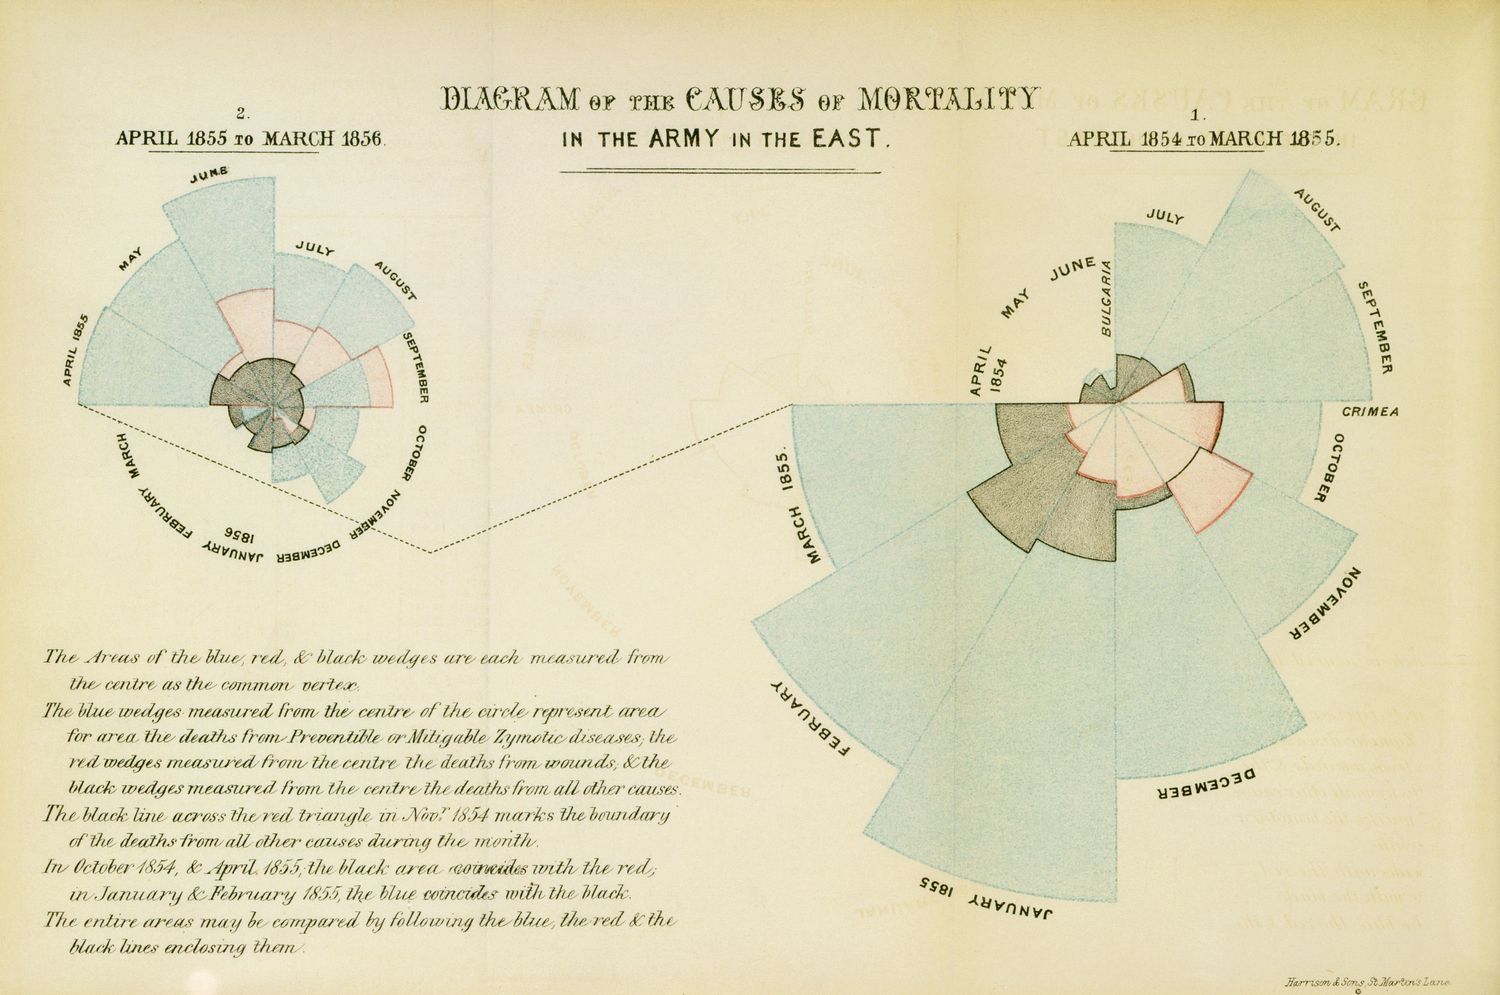 DIAGRAM OF THE CAUSES OF MORTALITY
IN THE ARMY IN THE EAST.
2.
APRIL 1855 TO MARCH 1856.
1.
APRIL 1854 TO MARCH 1855.
APRIL 1855
MAY
JUNE
JULY
AUGUST
SEPTEMBER
OCTOBER
NOVEMBER
DECEMBER
JANUARY 1856
FEBRUARY
MARCH
APRIL 1854
MAY
JUNE
BULGARIA
JULY
AUGUST
SEPTEMBER
CRIMEA
OCTOBER
NOVEMBER
DECEMBER
JANUARY 1855
FEBRUARY
MARCH 1855.
The Areas of the blue, red, & black wedges are each measured from
the centre as the common vertex.
The blue wedges measured from the centre of the circle represent area
for area the deaths from Preventible or Mitigable Zymotic diseases; the
red wedges measured from the centre the deaths from wounds; & the
black wedges measured from the centre the deaths from all other causes.
The black line across the red triangle in Novr. 1854 marks the boundary
of the deaths from all other causes during the month.
In October 1854, & April 1855, the black area coincides with the red;
in January & February 1855, the blue coincides with the black.
The entire areas may be compared by following the blue, the red & the
black lines enclosing them.
Harrison & Sons, St. Martin's Lane